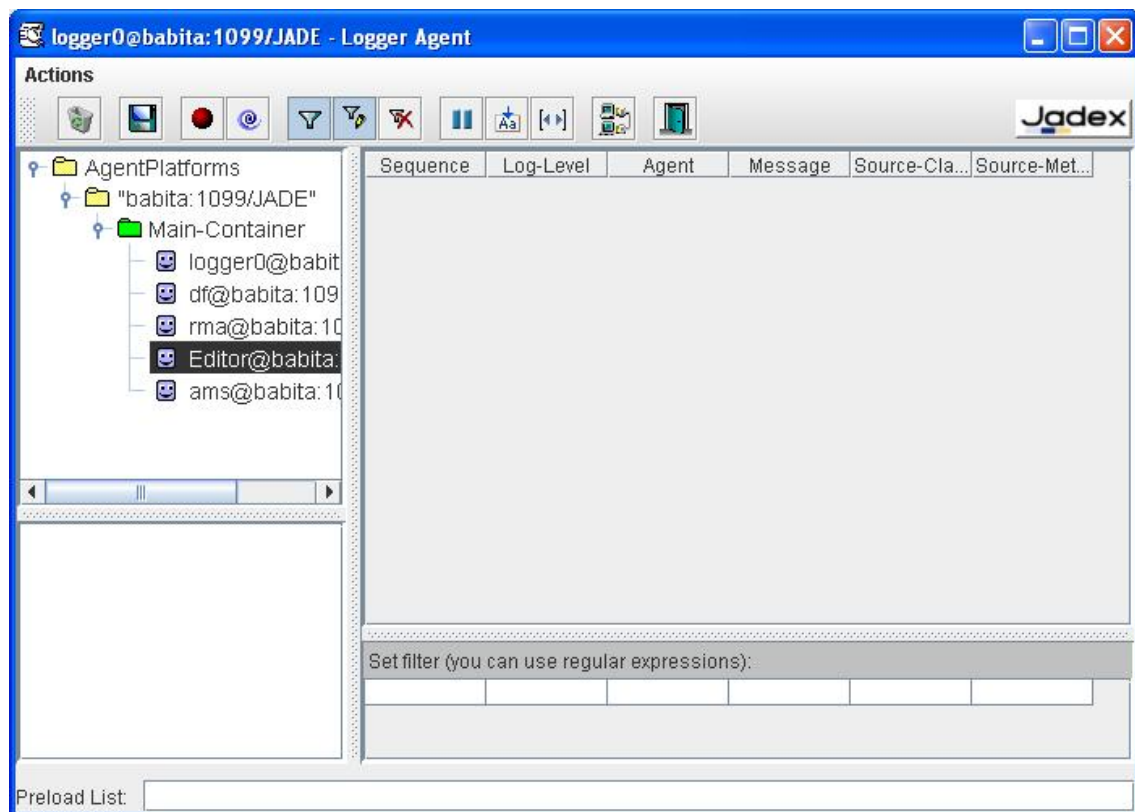 logger0@babita:1099/JADE - Logger Agent
Actions
Aa
Jadex
AgentPlatforms
"babita:1099/JADE"
Main-Container
logger0@babit
df@babita:109
rma@babita:10
Editor@babita:
ams@babita:10
Sequence Log-Level Agent Message Source-Cla... Source-Met...
Set filter (you can use regular expressions):
Preload List: